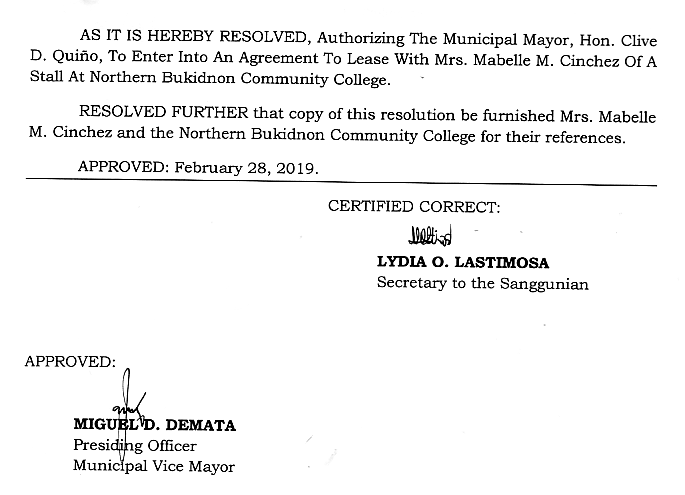 AS IT IS HEREBY RESOLVED, Authorizing The Municipal Mayor, Hon. Clive
D. Quiño, To Enter Into An Agreement To Lease With Mrs. Mabelle M. Cinchez Of A
Stall At Northern Bukidnon Community College.
RESOLVED FURTHER that copy of this resolution be furnished Mrs. Mabelle
M. Cinchez and the Northern Bukidnon Community College for their references.
APPROVED: February 28, 2019.
CERTIFIED CORRECT:
LYDIA O. LASTIMOSA
Secretary to the Sanggunian
APPROVED:
MIGUEL D. DEMATA
Presiding Officer
Municipal Vice Mayor